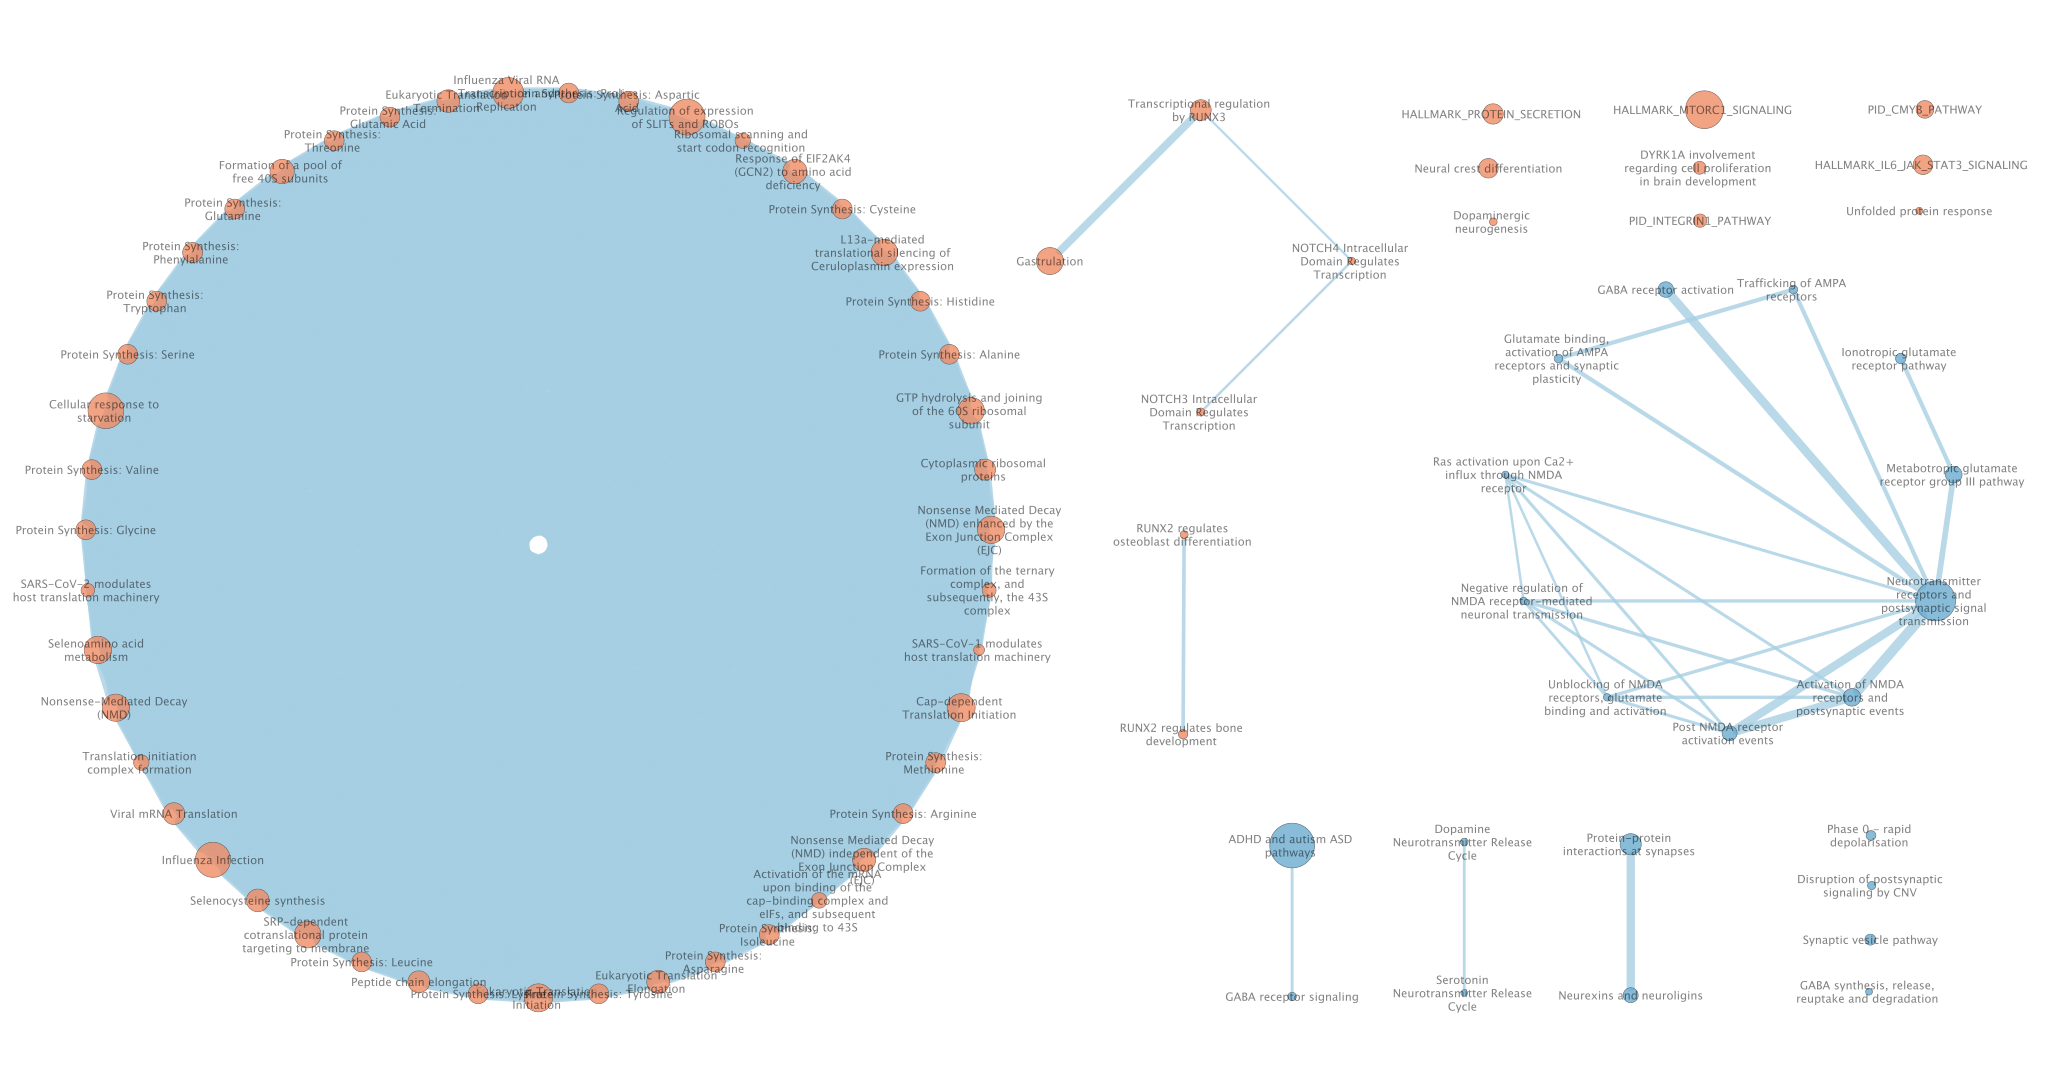 Influenza Viral RNA
Transcription and
Replication
Eukaryotic Translation
Termination
Protein Synthesis: Proline
Protein Synthesis: Aspartic
Acid
Protein Synthesis:
Glutamic Acid
Regulation of expression
of SLITs and ROBOs
Protein Synthesis:
Threonine
Ribosomal scanning and
start codon recognition
Formation of a pool of
free 40S subunits
Response of EIF2AK4
(GCN2) to amino acid
deficiency
Protein Synthesis:
Glutamine
Protein Synthesis: Cysteine
Protein Synthesis:
Phenylalanine
L13a-mediated
translational silencing of
Ceruloplasmin expression
Protein Synthesis:
Tryptophan
Protein Synthesis: Histidine
Protein Synthesis: Serine
Protein Synthesis: Alanine
Cellular response to
starvation
GTP hydrolysis and joining
of the 60S ribosomal
subunit
Protein Synthesis: Valine
Cytoplasmic ribosomal
proteins
Protein Synthesis: Glycine
Nonsense Mediated Decay
(NMD) enhanced by the
Exon Junction Complex
(EJC)
SARS-CoV-2 modulates
host translation machinery
Formation of the ternary
complex, and
subsequently, the 43S
complex
Selenoamino acid
metabolism
SARS-CoV-1 modulates
host translation machinery
Nonsense-Mediated Decay
(NMD)
Cap-dependent
Translation Initiation
Translation initiation
complex formation
Protein Synthesis:
Methionine
Viral mRNA Translation
Protein Synthesis: Arginine
Influenza Infection
Nonsense Mediated Decay
(NMD) independent of the
Exon Junction Complex
(EJC)
Selenocysteine synthesis
Activation of the mRNA
upon binding of the
cap-binding complex and
eIFs, and subsequent
binding to 43S
SRP-dependent
cotranslational protein
targeting to membrane
Protein Synthesis:
Isoleucine
Protein Synthesis: Leucine
Protein Synthesis:
Asparagine
Peptide chain elongation
Eukaryotic Translation
Elongation
Protein Synthesis: Lysine
Eukaryotic Translation
Initiation
Protein Synthesis: Tyrosine
Transcriptional regulation
by RUNX3
Gastrulation
NOTCH4 Intracellular
Domain Regulates
Transcription
NOTCH3 Intracellular
Domain Regulates
Transcription
RUNX2 regulates
osteoblast differentiation
RUNX2 regulates bone
development
HALLMARK_PROTEIN_SECRETION
HALLMARK_MTORC1_SIGNALING
PID_CMYB_PATHWAY
Neural crest differentiation
DYRK1A involvement
regarding cell proliferation
in brain development
HALLMARK_IL6_JAK_STAT3_SIGNALING
Dopaminergic
neurogenesis
PID_INTEGRIN1_PATHWAY
Unfolded protein response
GABA receptor activation
Trafficking of AMPA
receptors
Glutamate binding,
activation of AMPA
receptors and synaptic
plasticity
Ionotropic glutamate
receptor pathway
Ras activation upon Ca2+
influx through NMDA
receptor
Metabotropic glutamate
receptor group III pathway
Negative regulation of
NMDA receptor-mediated
neuronal transmission
Neurotransmitter
receptors and
postsynaptic signal
transmission
Unblocking of NMDA
receptors, glutamate
binding and activation
Activation of NMDA
receptors and
postsynaptic events
Post NMDA receptor
activation events
ADHD and autism ASD
pathways
GABA receptor signaling
Dopamine
Neurotransmitter Release
Cycle
Serotonin
Neurotransmitter Release
Cycle
Protein-protein
interactions at synapses
Neurexins and neuroligins
Phase 0 - rapid
depolarisation
Disruption of postsynaptic
signaling by CNV
Synaptic vesicle pathway
GABA synthesis, release,
reuptake and degradation